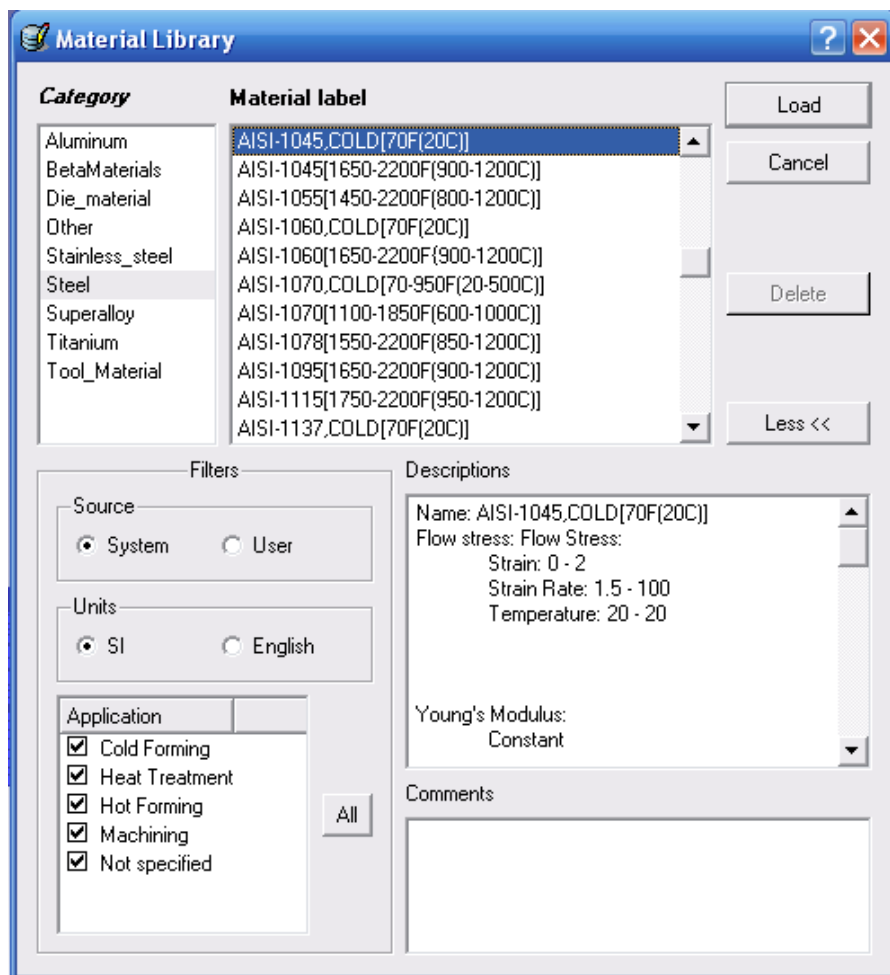 Material Library
Category
Material label
Load
Cancel
Delete
Less <<
Aluminum
BetaMaterials
Die_material
Other
Stainless_steel
Steel
Superalloy
Titanium
Tool_Material
AISI-1045,COLD[70F(20C)]
AISI-1045[1650-2200F(900-1200C)]
AISI-1055[1450-2200F(800-1200C)]
AISI-1060,COLD[70F(20C)]
AISI-1060[1650-2200F{900-1200C)]
AISI-1070,COLD[70-950F(20-500C)]
AISI-1070[1100-1850F(600-1000C)]
AISI-1078[1550-2200F(850-1200C)]
AISI-1095[1650-2200F(900-1200C)]
AISI-1115[1750-2200F(950-1200C)]
AISI-1137,COLD[70F(20C)]
Filters
Source
System
User
Units
SI
English
Application
Cold Forming
Heat Treatment
Hot Forming
Machining
Not specified
All
Descriptions
Name: AISI-1045,COLD[70F(20C)]
Flow stress: Flow Stress:
Strain: 0 - 2
Strain Rate: 1.5 - 100
Temperature: 20 - 20
Young's Modulus:
Constant
Comments